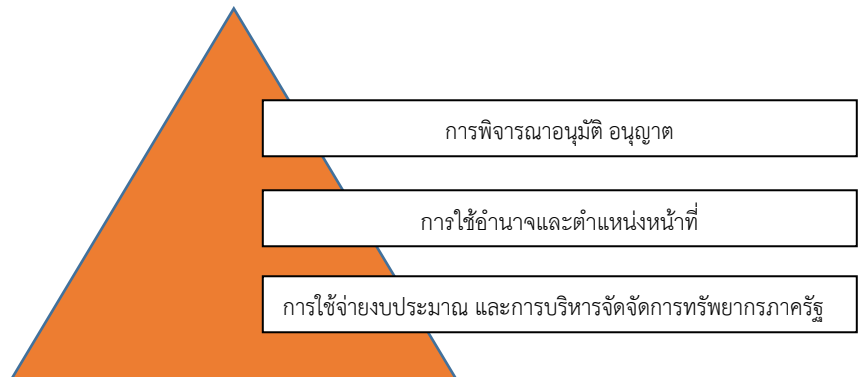 การพิจารณาอนุมัติ อนุญาต
การใช้อำนาจและตำแหน่งหน้าที่
การใช้จ่ายงบประมาณ และการบริหารจัดจัดการทรัพยากรภาครัฐ